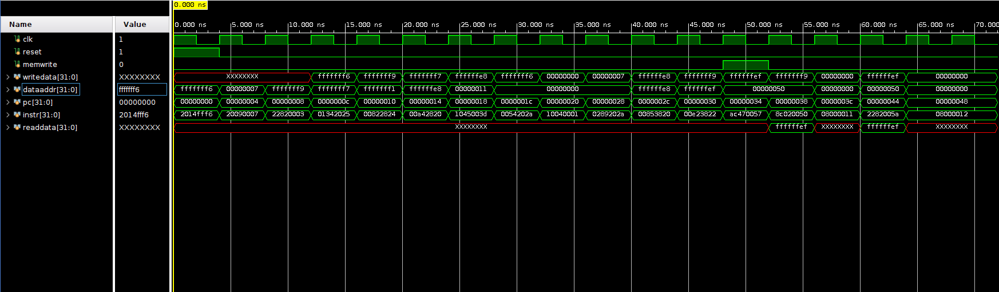 0.000 ns
Name Value
0.000 ns 5.000 ns 10.000 ns 15.000 ns 20.000 ns 25.000 ns 30.000 ns 35.000 ns 40.000 ns 45.000 ns 50.000 ns 55.000 ns 60.000 ns 65.000 ns 70.000
clk 1
reset 1
memwrite 0
writedata[31:0] XXXXXXXX XXXXXXXX fffffff6 fffffff9 fffffff7 ffffffe8 fffffff6 00000000 00000007 ffffffe8 fffffff9 ffffffef fffffff9 00000000 ffffffef 00000000
dataaddr[31:0] fffffff6 fffffff6 00000007 fffffff9 fffffff7 fffffff1 ffffffe8 00000011 00000000 ffffffe8 ffffffef 00000050 00000000 00000050 00000000
pc[31:0] 00000000 00000000 00000004 00000008 0000000c 00000010 00000014 00000018 0000001c 00000020 00000028 0000002c 00000030 00000034 00000038 0000003c 00000044 00000048
instr[31:0] 2014fff6 2014fff6 20090007 22820003 01342025 00822824 00a42820 1045003d 0054202a 10040001 0289202a 00853820 00e23822 ac470057 8c020050 08000011 2282005a 08000012
readdata[31:0] XXXXXXXX XXXXXXXX ffffffef XXXXXXXX ffffffef XXXXXXXX